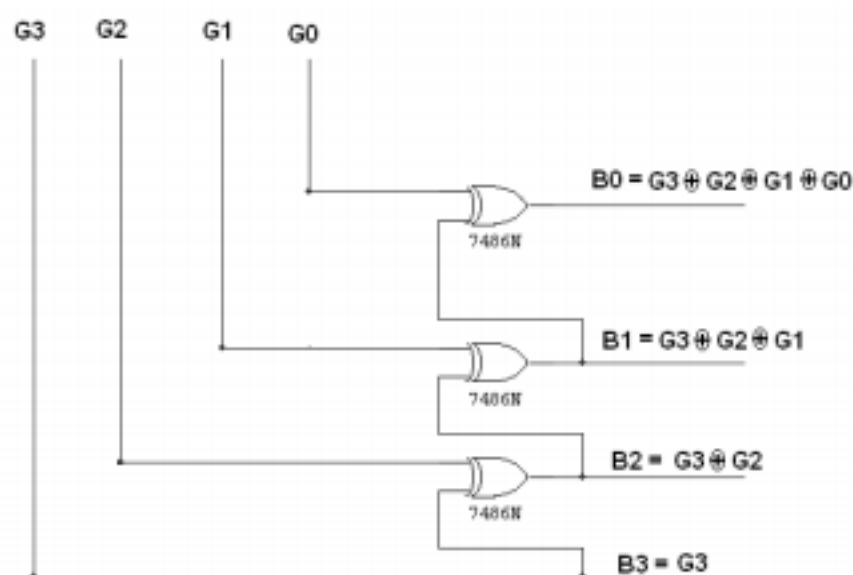 G3 G2 G1 G0
B0 = G3 ⊕ G2 ⊕ G1 ⊕ G0
7486N
B1 = G3 ⊕ G2 ⊕ G1
7486N
B2 = G3 ⊕ G2
7486N
B3 = G3